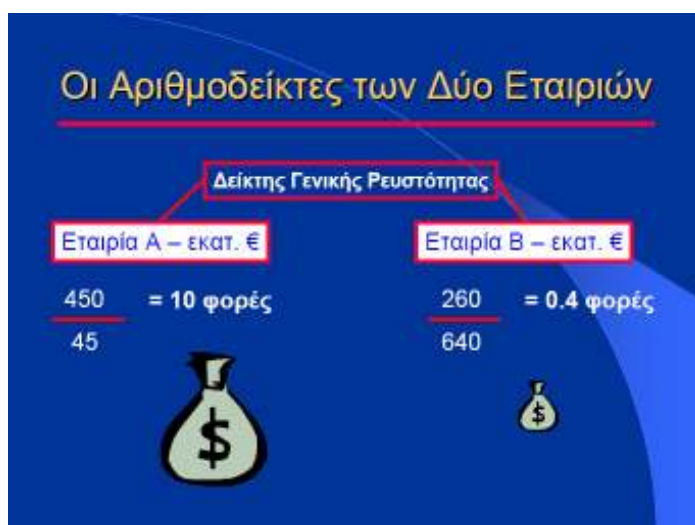 Οι Αριθμοδείκτες των Δύο Εταιριών
Δείκτης Γενικής Ρευστότητας
Εταιρία Α – εκατ. €
Εταιρία Β – εκατ. €
450 = 10 φορές
45
260 = 0.4 φορές
640
$
$